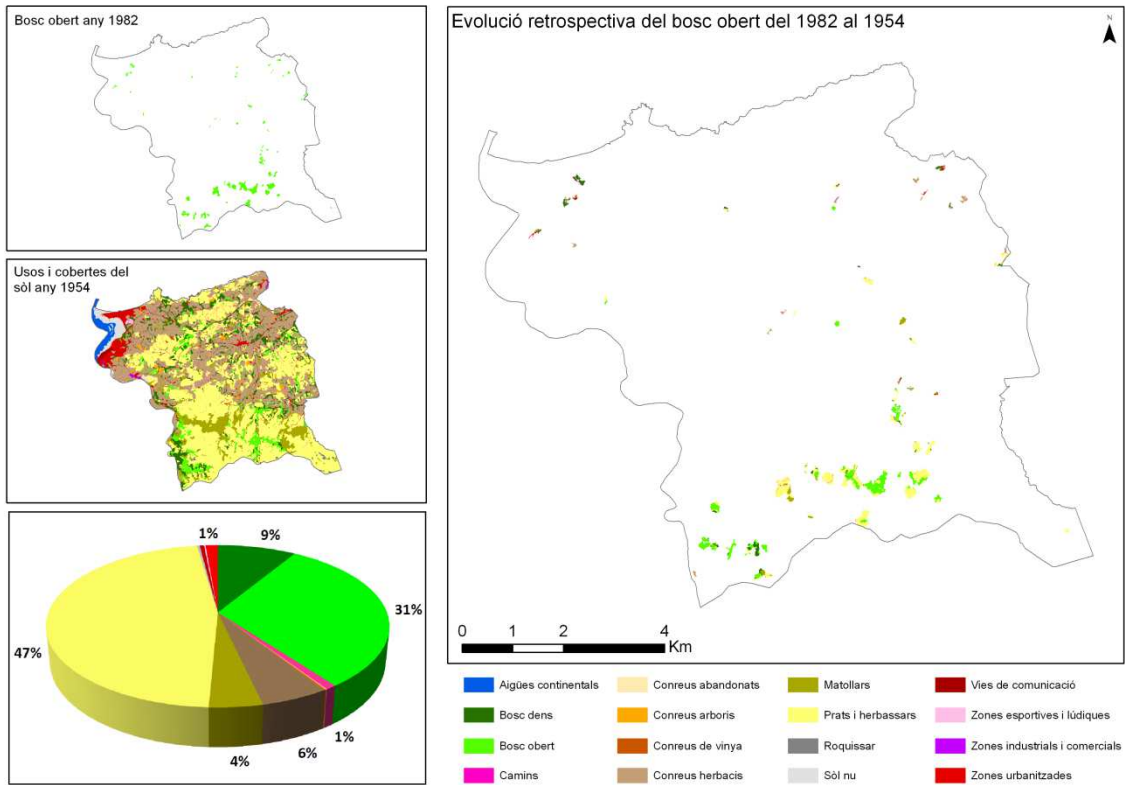 Bosc obert any 1982
Usos i cobertes del
sòl any 1954
1%
9%
31%
47%
1%
6%
4%
Evolució retrospectiva del bosc obert del 1982 al 1954
N
0 1 2 4
Km
Aigües continentals
Bosc dens
Bosc obert
Camins
Conreus abandonats
Conreus arboris
Conreus de vinya
Conreus herbacis
Matollars
Prats i herbassars
Roquissar
Sòl nu
Vies de comunicació
Zones esportives i lúdiques
Zones industrials i comercials
Zones urbanitzades